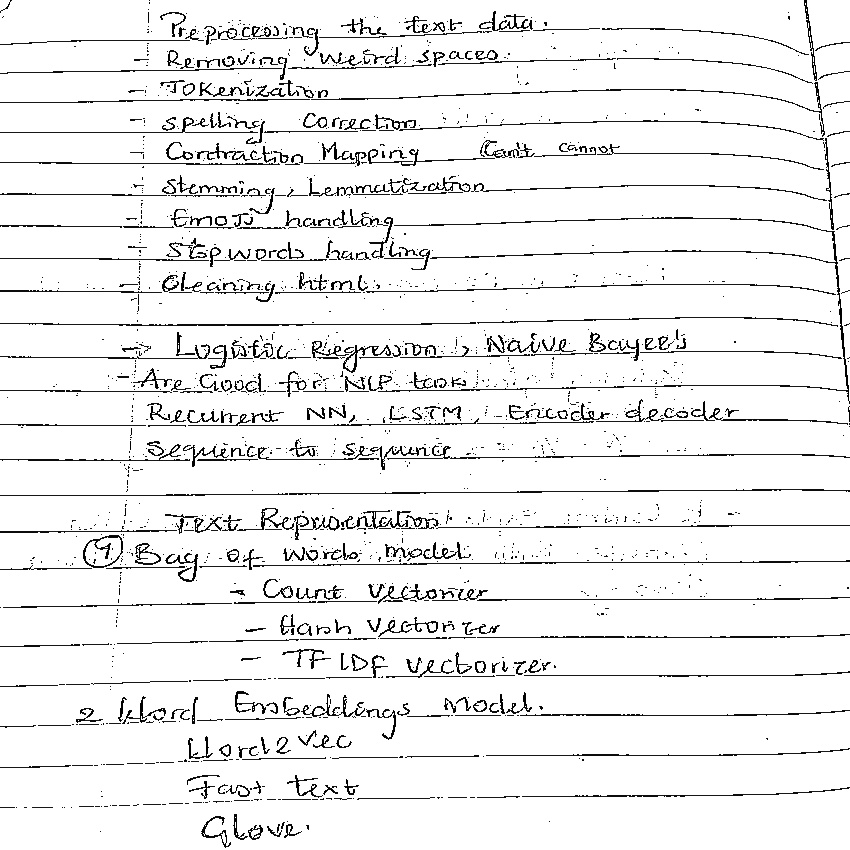 Preprocessing the text data.
- Removing weird spaces.
- Tokenization
- spelling Correction
- Contraction Mapping (Can't cannot
- Stemming, Lemmatization
- Emoji handling
- Stopwords handling
- Cleaning html.
→ Logistic Regression, Naive Bayee's
- Are Good for NLP task
Recurrent NN, LSTM, Encoder decoder
Sequence to sequence
Text Representation
1 Bag of words model
- Count Vectorizer
- Hash Vectorizer
- TF IDF Vectorizer.
2 Word Embeddings Model.
Word2Vec
Fast text
Glove.